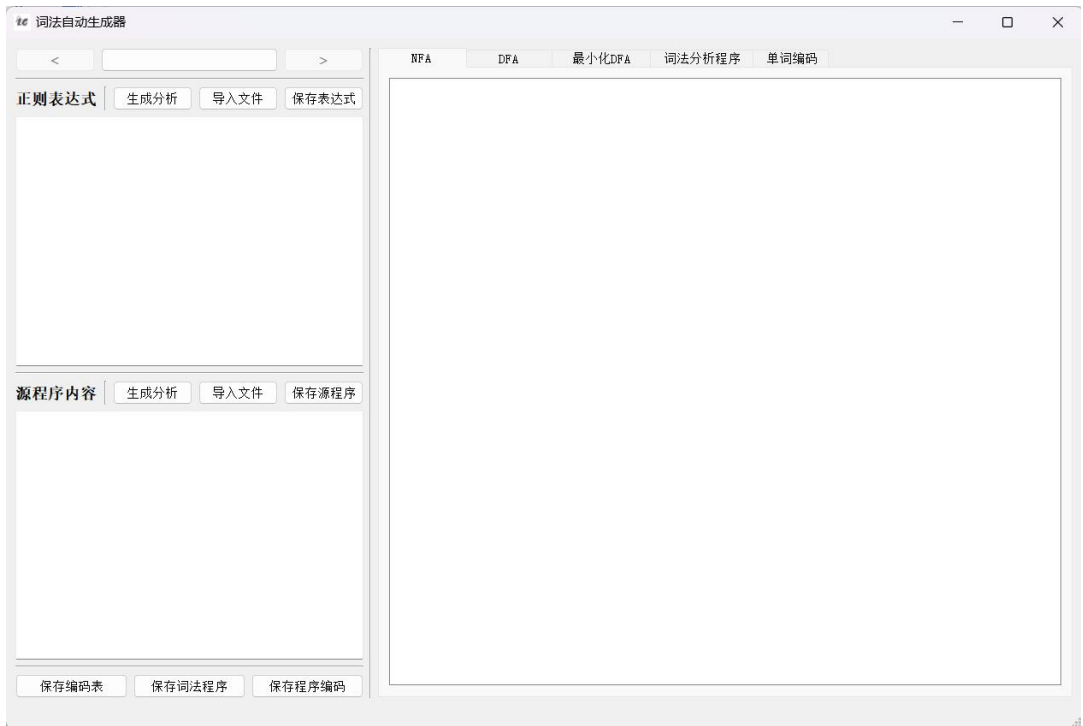 te 词法自动生成器
< >
NFA DFA 最小化DFA 词法分析程序 单词编码
正则表达式 生成分析 导入文件 保存表达式
源程序内容 生成分析 导入文件 保存源程序
保存编码表 保存词法程序 保存程序编码